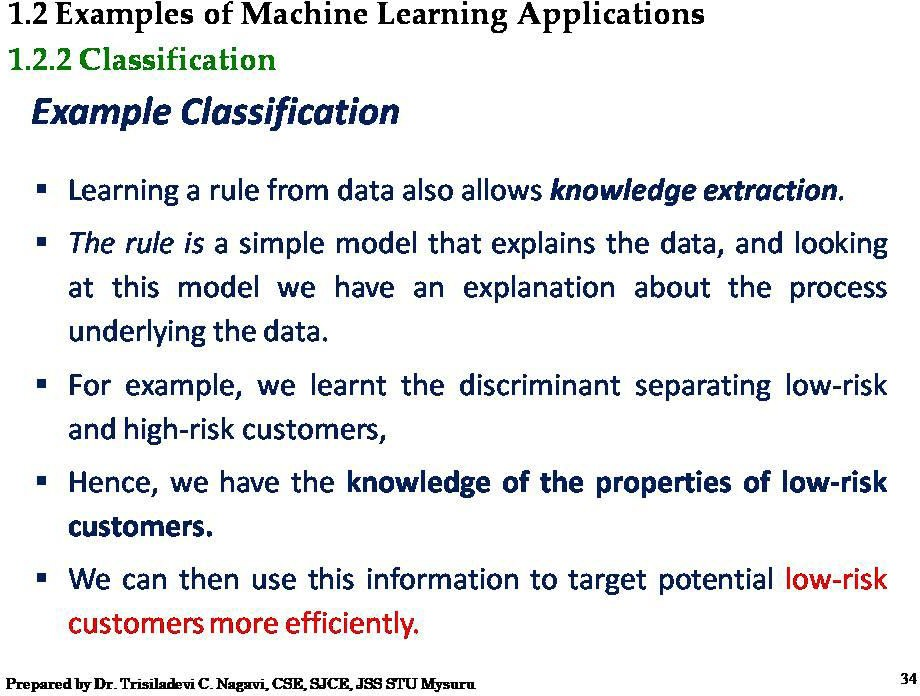 1.2 Examples of Machine Learning Applications
1.2.2 Classification
Example Classification
▪ Learning a rule from data also allows knowledge extraction.
▪ The rule is a simple model that explains the data, and looking
at this model we have an explanation about the process
underlying the data.
▪ For example, we learnt the discriminant separating low-risk
and high-risk customers,
▪ Hence, we have the knowledge of the properties of low-risk
customers.
▪ We can then use this information to target potential low-risk
customers more efficiently.
Prepared by Dr. Trisiladevi C. Nagavi, CSE, SJCE, JSS STU Mysuru
34